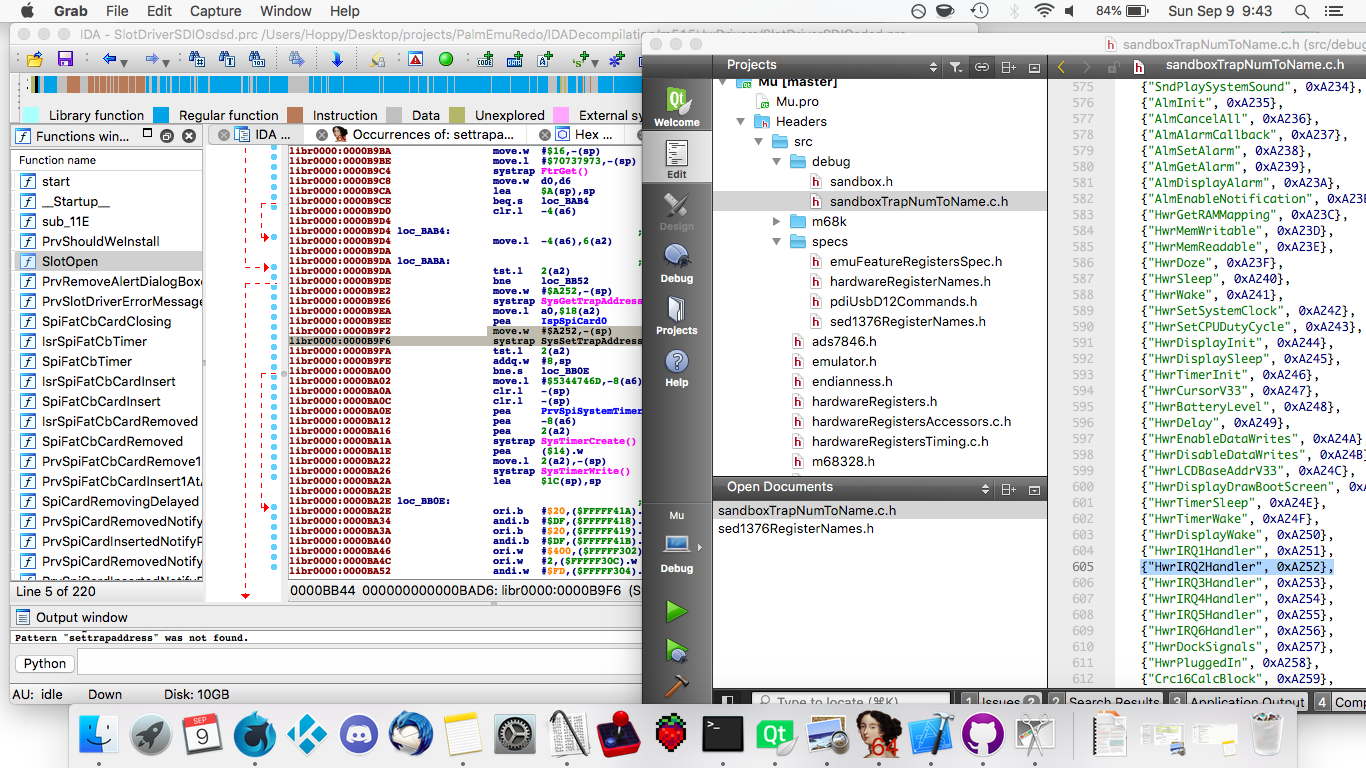 Grab File Edit Capture Window Help
84% Sun Sep 9 9:43
IDA - SlotDriverSDIOsdsd.prc /Users/Hoppy/Desktop/projects/PalmEmuRedo/
Library function Regular function Instruction Data Unexplored External sy
Functions win...
IDA ...
Occurrences of: settrapa...
Hex ...
Function name
start
__Startup__
sub_11E
PrvShouldWeInstall
SlotOpen
PrvRemoveAlertDialogBox
PrvSlotDriverErrorMessage
SpiFatCbCardClosing
IsrSpiFatCbTimer
SpiFatCbTimer
IsrSpiFatCbCardInsert
SpiFatCbCardInsert
IsrSpiFatCbCardRemoved
SpiFatCbCardRemoved
PrvSpiFatCbCardRemove1
PrvSpiFatCbCardInsert1At
SpiCardRemovingDelayed
PrvSpiCardRemovedNotify
PrvSpiCardInsertedNotifyF
PrvSpiCardRemovedNotify
Line 5 of 220
libr0000:0000B9BA move.w #$16,-(sp)
libr0000:0000B9BE move.l #$70737973,-(sp)
libr0000:0000B9C4 systrap FtrGet()
libr0000:0000B9C8 move.w d0,d6
libr0000:0000B9CA lea $A(sp),sp
libr0000:0000B9CE beq.s loc_BAB4
libr0000:0000B9D0 clr.l -4(a6)
libr0000:0000B9D4
libr0000:0000B9D4 loc_BAB4: ;
libr0000:0000B9D4 move.l -4(a6),6(a2)
libr0000:0000B9DA
libr0000:0000B9DA loc_BABA: ;
libr0000:0000B9DA tst.l 2(a2)
libr0000:0000B9DE bne loc_BB52
libr0000:0000B9E2 move.w #$A252,-(sp)
libr0000:0000B9E6 systrap SysGetTrapAddress
libr0000:0000B9EA move.l a0,$18(a2)
libr0000:0000B9EE pea IspSpiCard0
libr0000:0000B9F2 move.w #$A252,-(sp)
libr0000:0000B9F6 systrap SysSetTrapAddress
libr0000:0000B9FA tst.l 2(a2)
libr0000:0000B9FE addq.w #8,sp
libr0000:0000BA00 bne.s loc_BB0E
libr0000:0000BA02 move.l #$5344746D,-8(a6)
libr0000:0000BA0A clr.l -(sp)
libr0000:0000BA0C clr.l -(sp)
libr0000:0000BA0E pea PrvSpiSystemTimer
libr0000:0000BA12 pea -8(a6)
libr0000:0000BA16 pea 2(a2)
libr0000:0000BA1A systrap SysTimerCreate()
libr0000:0000BA1E pea ($14).w
libr0000:0000BA22 move.l 2(a2),-(sp)
libr0000:0000BA26 systrap SysTimerWrite()
libr0000:0000BA2A lea $1C(sp),sp
libr0000:0000BA2E
libr0000:0000BA2E loc_BB0E: ;
libr0000:0000BA2E ori.b #$20,($FFFFF41A).
libr0000:0000BA34 andi.b #$DF,($FFFFF418).
libr0000:0000BA3A ori.b #$20,($FFFFF419).
libr0000:0000BA40 andi.b #$DF,($FFFFF41B).
libr0000:0000BA46 ori.w #$400,($FFFFF302)
libr0000:0000BA4C ori.w #2,($FFFFF30C).w
libr0000:0000BA52 andi.w #$FD,($FFFFF304).
0000BB44 000000000000BAD6: libr0000:0000B9F6 (S
Output window
Pattern "settrapaddress" was not found.
Python
AU: idle Down Disk: 10GB
sandboxTrapNumToName.c.h (src/debug
Projects
sandboxTrapNumToName.c.h
Welcome
Edit
Design
Debug
Projects
Help
Mu
Debug
Mu [master]
Mu.pro
Headers
src
debug
sandbox.h
sandboxTrapNumToName.c.h
m68k
specs
emuFeatureRegistersSpec.h
hardwareRegisterNames.h
pdiUsbD12Commands.h
sed1376RegisterNames.h
ads7846.h
emulator.h
endianness.h
hardwareRegisters.h
hardwareRegistersAccessors.c.h
hardwareRegistersTiming.c.h
m68328.h
Open Documents
sandboxTrapNumToName.c.h
sed1376RegisterNames.h
575 {"SndPlaySystemSound", 0xA234},
576 {"AlmInit", 0xA235},
577 {"AlmCancelAll", 0xA236},
578 {"AlmAlarmCallback", 0xA237},
579 {"AlmSetAlarm", 0xA238},
580 {"AlmGetAlarm", 0xA239},
581 {"AlmDisplayAlarm", 0xA23A},
582 {"AlmEnableNotification", 0xA23B
583 {"HwrGetRAMMapping", 0xA23C},
584 {"HwrMemWritable", 0xA23D},
585 {"HwrMemReadable", 0xA23E},
586 {"HwrDoze", 0xA23F},
587 {"HwrSleep", 0xA240},
588 {"HwrWake", 0xA241},
589 {"HwrSetSystemClock", 0xA242},
590 {"HwrSetCPUDutyCycle", 0xA243},
591 {"HwrDisplayInit", 0xA244},
592 {"HwrDisplaySleep", 0xA245},
593 {"HwrTimerInit", 0xA246},
594 {"HwrCursorV33", 0xA247},
595 {"HwrBatteryLevel", 0xA248},
596 {"HwrDelay", 0xA249},
597 {"HwrEnableDataWrites", 0xA24A}
598 {"HwrDisableDataWrites", 0xA24B
599 {"HwrLCDBaseAddrV33", 0xA24C},
600 {"HwrDisplayDrawBootScreen", 0xA
601 {"HwrTimerSleep", 0xA24E},
602 {"HwrTimerWake", 0xA24F},
603 {"HwrDisplayWake", 0xA250},
604 {"HwrIRQ1Handler", 0xA251},
605 {"HwrIRQ2Handler", 0xA252},
606 {"HwrIRQ3Handler", 0xA253},
607 {"HwrIRQ4Handler", 0xA254},
608 {"HwrIRQ5Handler", 0xA255},
609 {"HwrIRQ6Handler", 0xA256},
610 {"HwrDockSignals", 0xA257},
611 {"HwrPluggedIn", 0xA258},
612 {"Crc16CalcBlock", 0xA259},
Type to locate (⌘K)
1 Issues 2 2 Search Results 3 Application Output 4 Comp
SEP
9
64